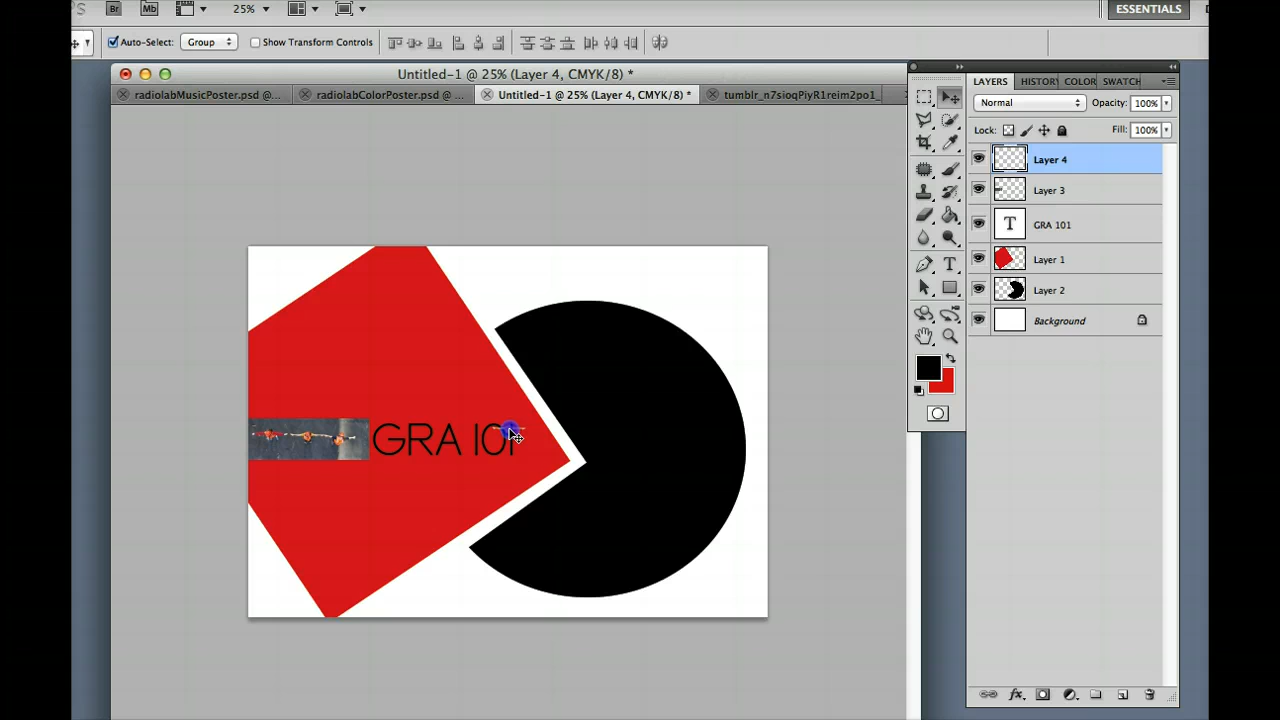 Br Mb 25% ESSENTIALS
Auto-Select: Group Show Transform Controls
Untitled-1 @ 25% (Layer 4, CMYK/8) *
radiolabMusicPoster.psd @... radiolabColorPoster.psd @ ... Untitled-1 @ 25% (Layer 4, CMYK/8) * tumblr_n7sioqPiyR1reim2po1_
LAYERS HISTORY COLOR SWATCH
Normal Opacity: 100%
Lock: Fill: 100%
Layer 4
Layer 3
T GRA 101
Layer 1
Layer 2
Background
GRA 101